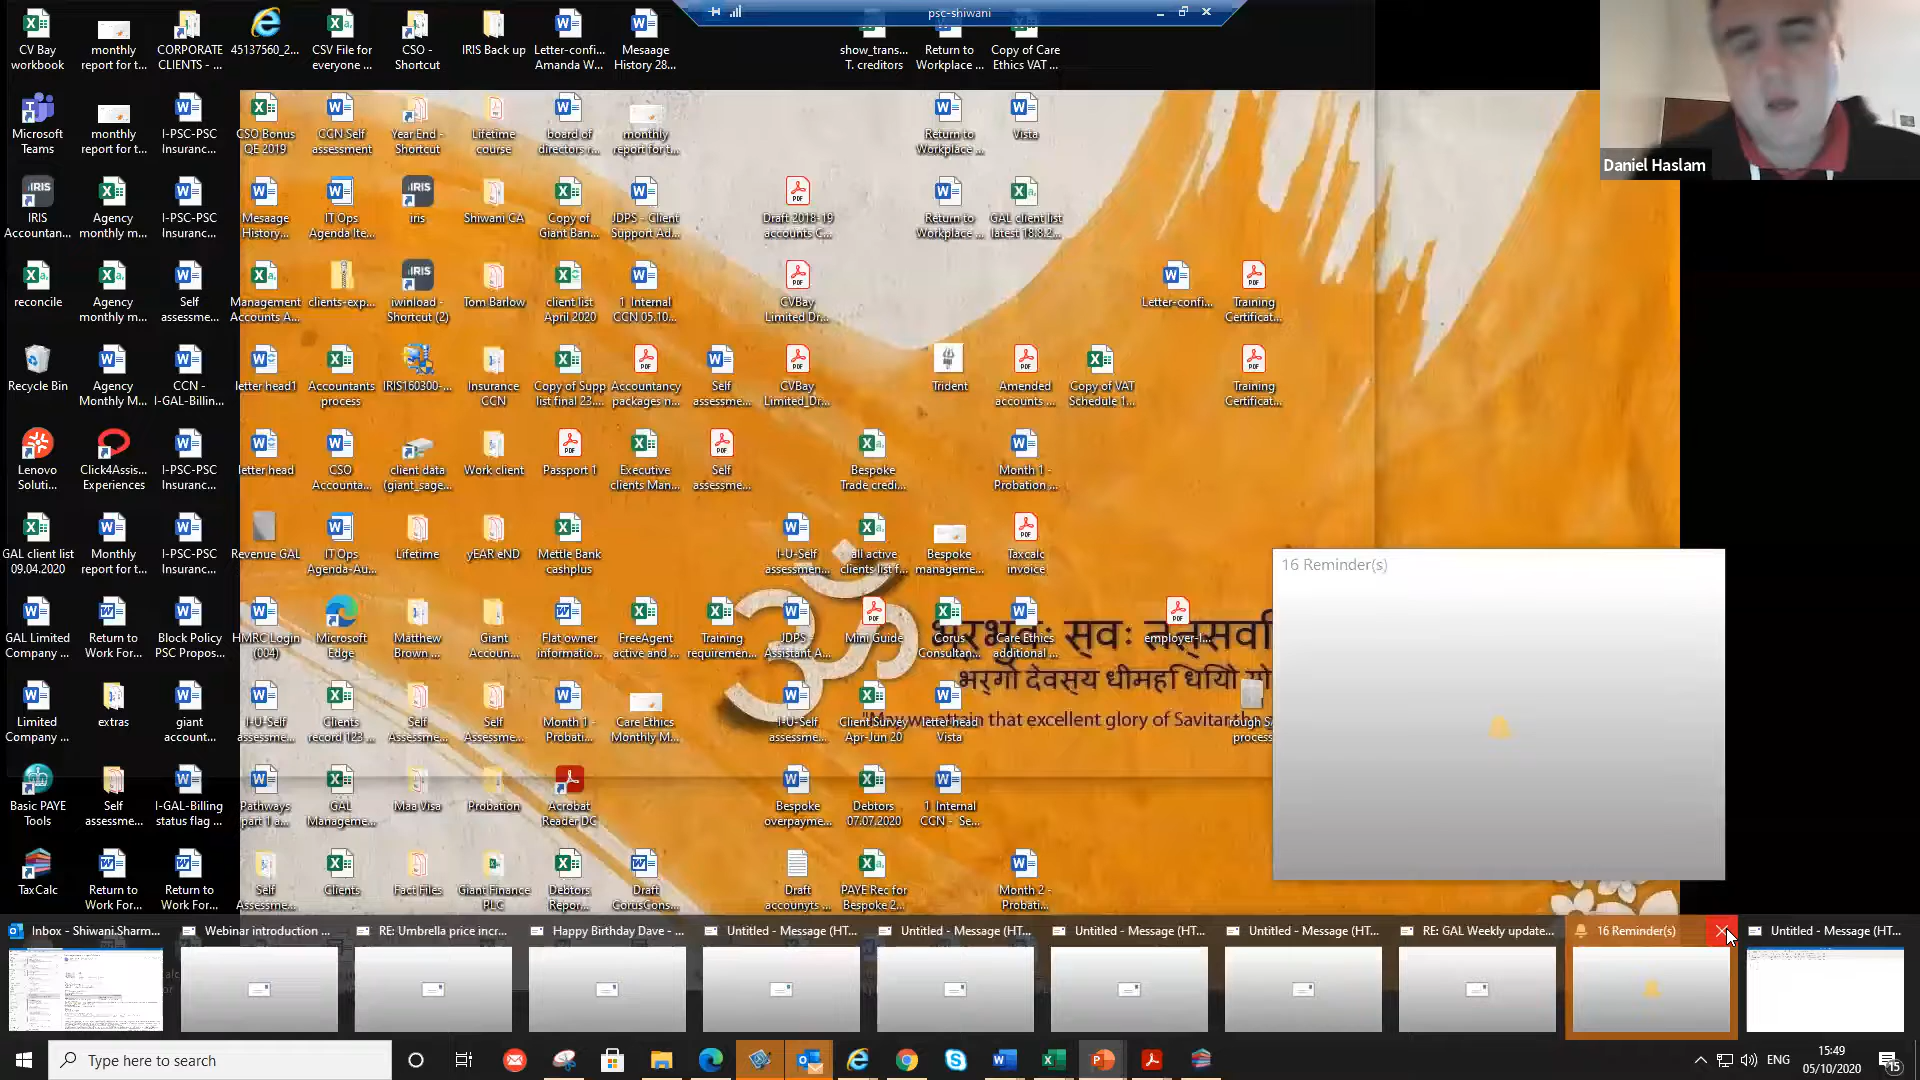 psc-shiwani
CV Bay workbook
monthly report for t...
CORPORATE CLIENTS - ...
45137560_2...
CSV File for everyone ...
CSO - Shortcut
IRIS Back up
Letter-confi... Amanda W...
Mesaage History 28...
show_trans... T. creditors
Return to Workplace ...
Copy of Care Ethics VAT ...
Daniel Haslam
Microsoft Teams
monthly report for t...
I-PSC-PSC Insuranc...
CSO Bonus QE 2019
CCN Self assessment
Year End - Shortcut
Lifetime course
board of directors r...
monthly report for t...
Return to Workplace ...
Vista
IRIS Accountan...
Agency monthly m...
I-PSC-PSC Insuranc...
Mesaage History...
IT Ops Agenda Ite...
iris
Shiwani CA
Copy of Giant Ban...
JDPS - Client Support Ad...
Draft 2018-19 accounts C...
Return to Workplace ...
GAL client list latest 18.8.2...
reconcile
Agency monthly m...
Self assessme...
Management Accounts A...
clients-exp...
iwinload - Shortcut (2)
Tom Barlow
client list April 2020
1 Internal CCN 05.10...
CVBay Limited Dr...
Letter-confi...
Training Certificat...
Recycle Bin
Agency Monthly M...
CCN - I-GAL-Billin...
letter head1
Accountants process
IRIS160300-...
Insurance CCN
Copy of Supp list final 23....
Accountancy packages n...
Self assessme...
CVBay Limited_Dr...
Trident
Amended accounts ...
Copy of VAT Schedule 1...
Training Certificat...
Lenovo Soluti...
Click4Assis... Experiences
I-PSC-PSC Insuranc...
letter head
CSO Accounta...
client data (giant_sage...
Work client
Passport 1
Executive clients Man...
Self assessme...
Bespoke Trade credi...
Month 1 - Probation ...
GAL client list 09.04.2020
Monthly report for t...
I-PSC-PSC Insuranc...
Revenue GAL
IT Ops Agenda-Au...
Lifetime
yEAR eND
Mettle Bank cashplus
I-U-Self assessmen...
all active clients list f...
Bespoke manageme...
Taxcalc invoice
16 Reminder(s)
GAL Limited Company ...
Return to Work For...
Block Policy PSC Propos...
HMRC Login (004)
Microsoft Edge
Matthew Brown ...
Giant Accoun...
Flat owner informatio...
FreeAgent active and ...
Training requiremen...
JDPS - Assistant A...
Mini Guide
Corus Consultan...
Care Ethics additional ...
employer-l...
Limited Company ...
extras
giant account...
I-U-Self assessme...
Clients record 123 ...
Self Assessme...
Self Assessme...
Month 1 - Probati...
Care Ethics Monthly M...
I-U-Self assessme...
Client Survey Apr-Jun 20
letter head Vista
that excellent glory of Savitar
Basic PAYE Tools
Self assessme...
I-GAL-Billing status flag ...
Pathways part 1 a...
GAL Manageme...
Maa Visa
Probation
Acrobat Reader DC
Bespoke overpayme...
Debtors 07.07.2020
1 Internal CCN - Se...
TaxCalc
Return to Work For...
Return to Work For...
Self Assessme...
Clients
Fact Files
Giant Finance PLC
Debtors Repor...
Draft CorusCons...
Draft accounyts ...
PAYE Rec for Bespoke 2...
Month 2 - Probati...
Inbox - Shiwani.Sharm...
Webinar introduction ...
RE: Umbrella price incr...
Happy Birthday Dave - ...
Untitled - Message (HT...
Untitled - Message (HT...
Untitled - Message (HT...
Untitled - Message (HT...
RE: GAL Weekly update...
16 Reminder(s)
Untitled - Message (HT...
Type here to search
ENG
15:49
05/10/2020
15